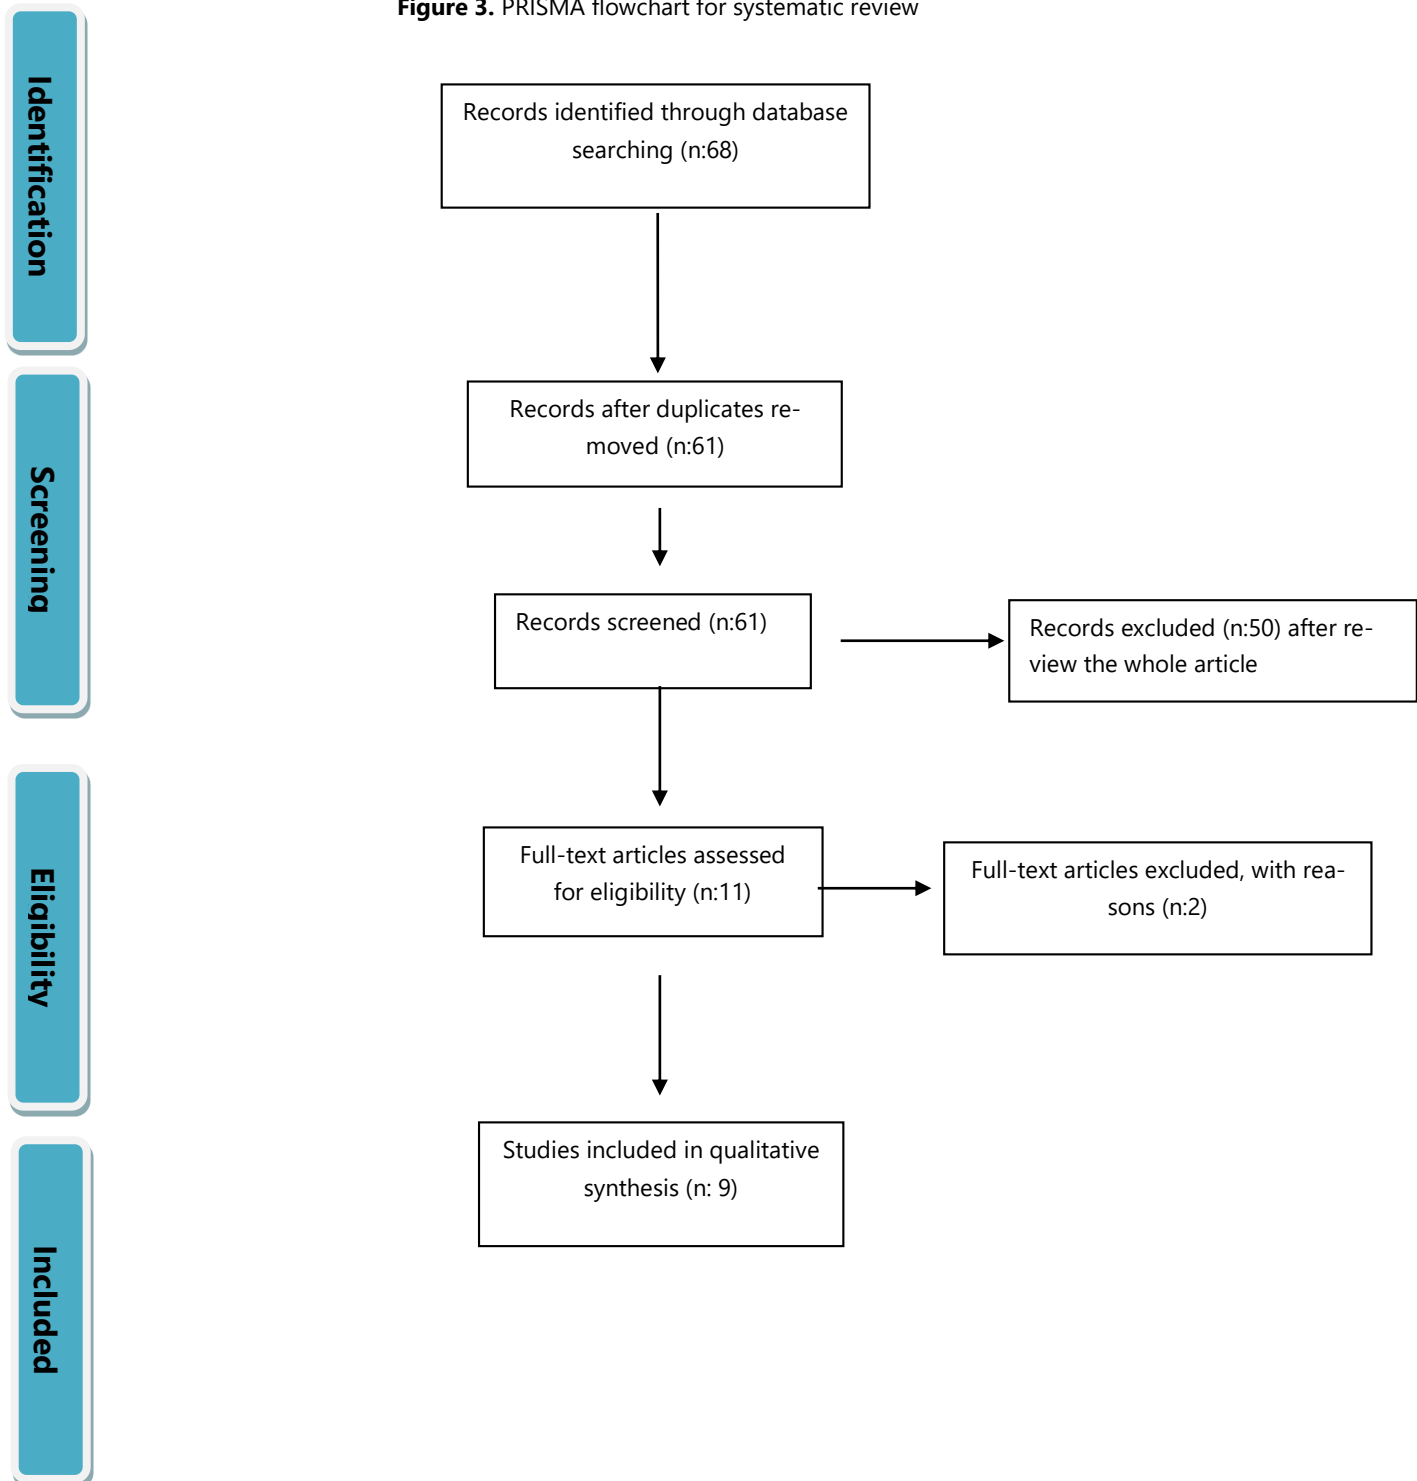 Figure 3. PRISMA flowchart for systematic review
Identification
Records identified through database
searching (n:68)
Screening
Records after duplicates re-
moved (n:61)
Records screened (n:61)
Records excluded (n:50) after re-
view the whole article
Eligibility
Full-text articles assessed
for eligibility (n:11)
Full-text articles excluded, with rea-
sons (n:2)
Included
Studies included in qualitative
synthesis (n: 9)